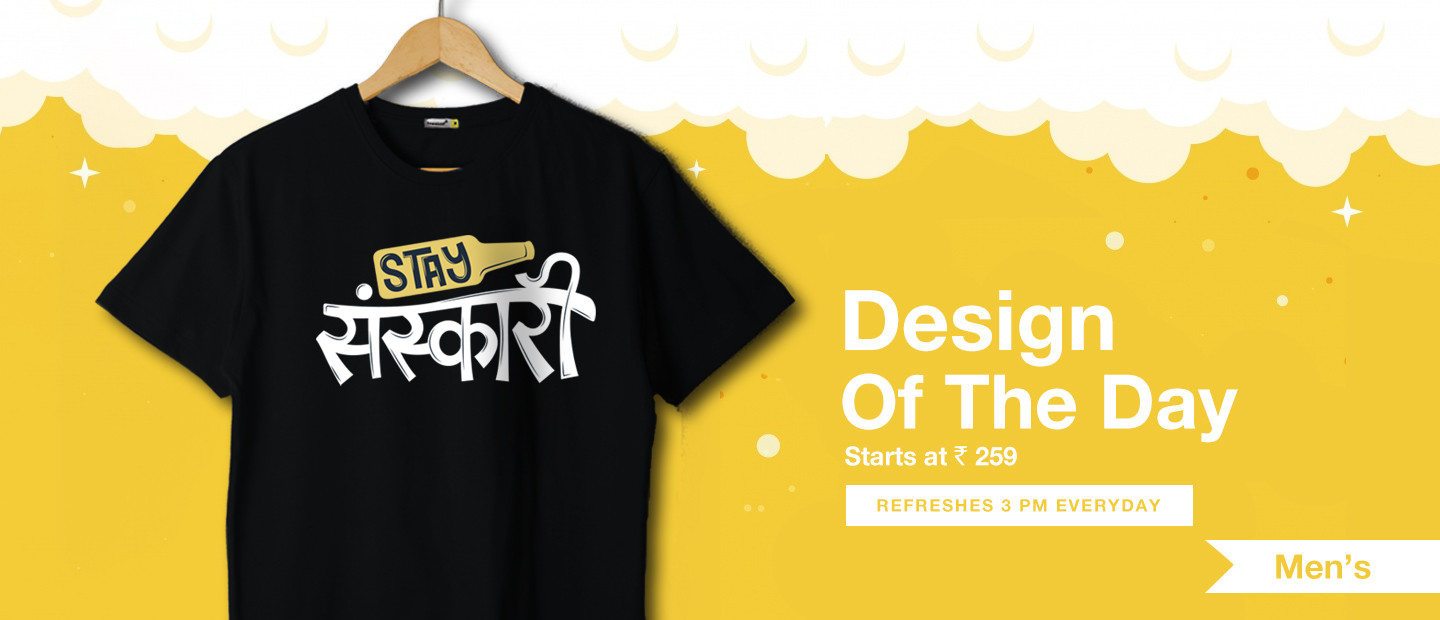 STAY
संस्कारी
Design
Of The Day
Starts at ₹ 259
REFRESHES 3 PM EVERYDAY
Men's